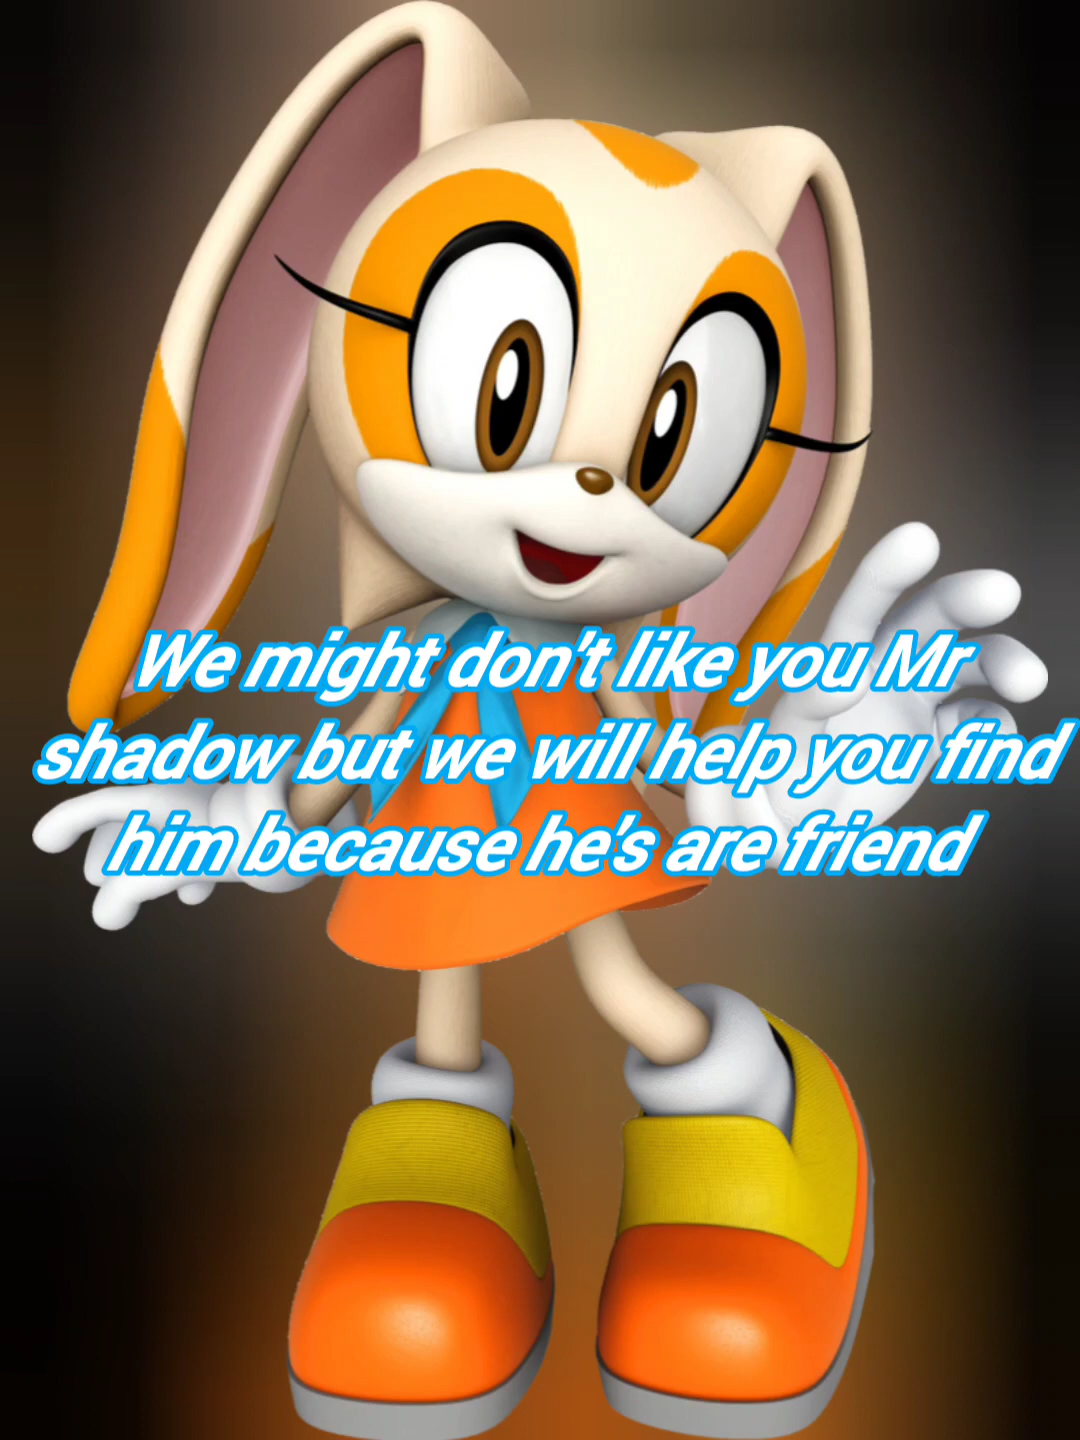 We might don't like you Mr
shadow but we will help you find
him because he's are friend